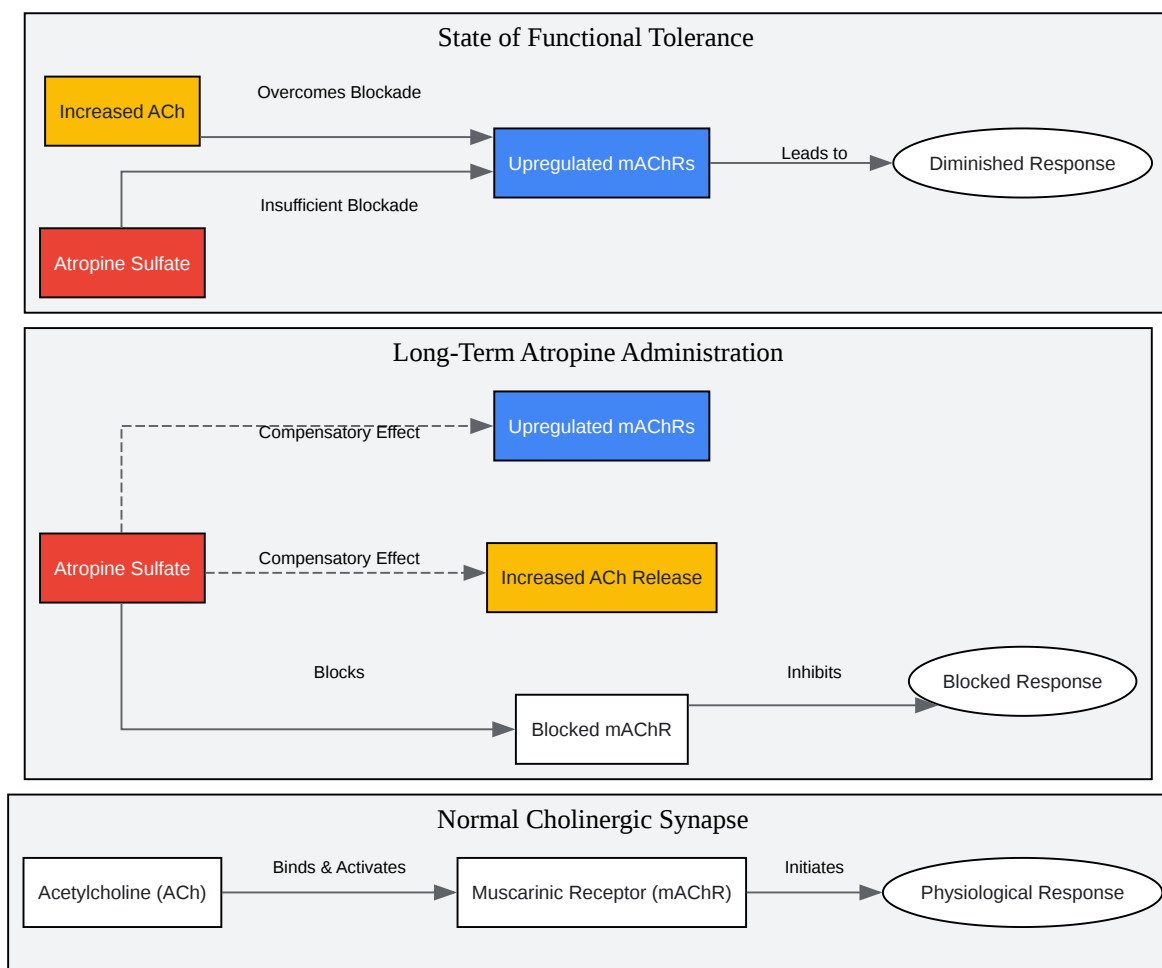 State of Functional Tolerance
Increased ACh
Overcomes Blockade
Upregulated mAChRs
Leads to
Diminished Response
Insufficient Blockade
Atropine Sulfate
Long-Term Atropine Administration
Compensatory Effect
Upregulated mAChRs
Atropine Sulfate
Compensatory Effect
Increased ACh Release
Blocks
Blocked mAChR
Inhibits
Blocked Response
Normal Cholinergic Synapse
Acetylcholine (ACh)
Binds & Activates
Muscarinic Receptor (mAChR)
Initiates
Physiological Response